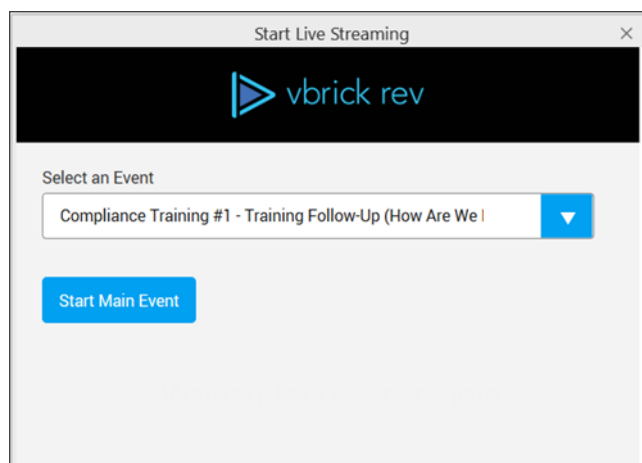 Start Live Streaming
vbrick rev
Select an Event
Compliance Training #1 - Training Follow-Up (How Are We
Start Main Event